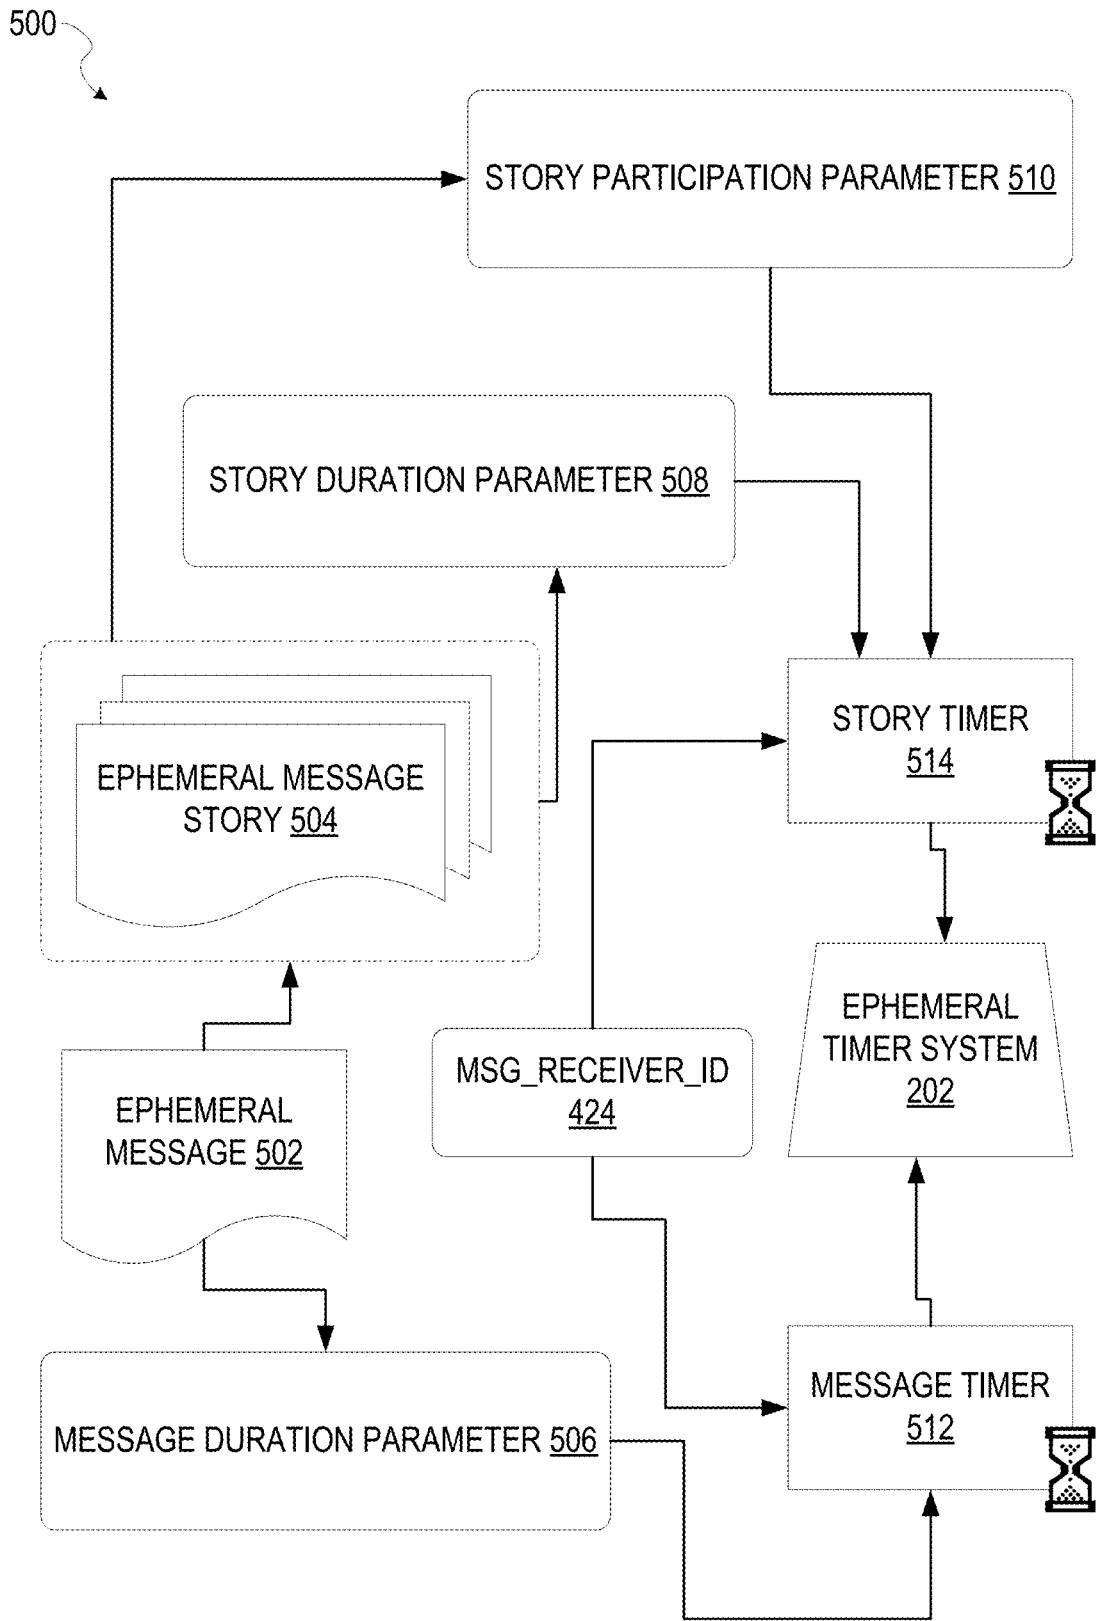 500
STORY PARTICIPATION PARAMETER 510
STORY DURATION PARAMETER 508
STORY TIMER
514
EPHEMERAL MESSAGE
STORY 504
EPHEMERAL
TIMER SYSTEM
202
MSG_RECEIVER_ID
424
EPHEMERAL
MESSAGE 502
MESSAGE TIMER
512
MESSAGE DURATION PARAMETER 506